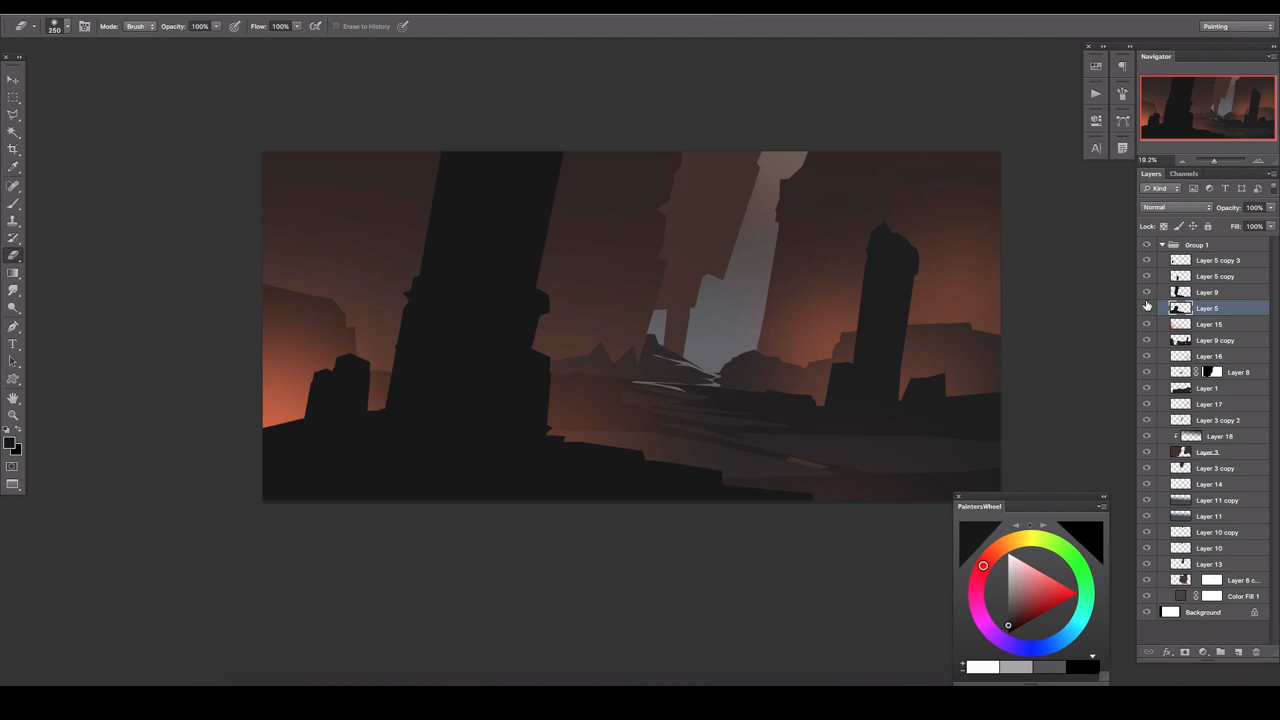 250
Mode: Brush Opacity: 100% Flow: 100% Erase to History
Painting
Navigator
19.2%
Layers Channels
Kind
Normal Opacity: 100%
Lock: Fill: 100%
Group 1
Layer 5 copy 3
Layer 5 copy
Layer 9
Layer 5
Layer 15
Layer 9 copy
Layer 16
Layer 8
Layer 1
Layer 17
Layer 3 copy 2
Layer 18
Layer 3
Layer 3 copy
Layer 14
Layer 11 copy
Layer 11
Layer 10 copy
Layer 10
Layer 13
Layer 6 c...
Color Fill 1
Background
PaintersWheel